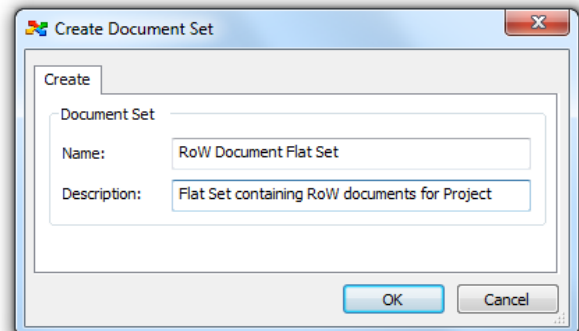 Create Document Set
Create
Document Set
Name: RoW Document Flat Set
Description: Flat Set containing RoW documents for Project
OK Cancel